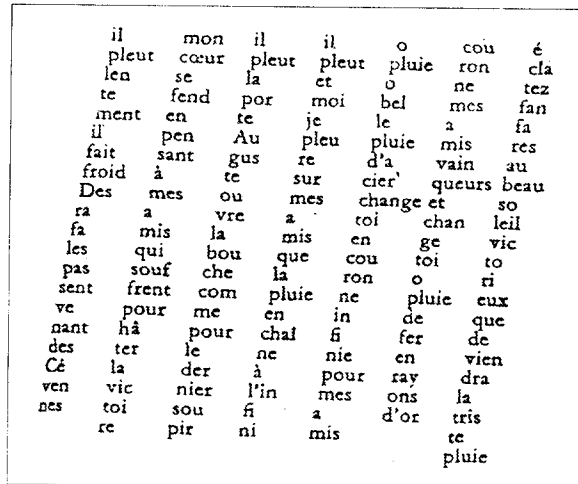 il mon il il o cou é
pleut cœur pleut pleut pluie ron cla
len se la et o ne tez
te fend por moi bel mes fan
ment en te je le a fa
il pen Au pleu pluie mis res
fait sant gus re d'a vain au
froid à te sur cier queurs beau
Des mes ou mes change et so
ra a vre a toi chan leil
fa mis la mis en ge vic
les qui bou que cou toi to
pas souf che la ron o ri
sent frent com pluie ne pluie eux
ve pour me en in de que
nant hâ pour chaî fi fer de
des ter le ne nie en vien
Cé la der à pour ray dra
ven vic nier l'in mes ons la
nes toi sou fi a d'or tris
re pir ni mis te
pluie